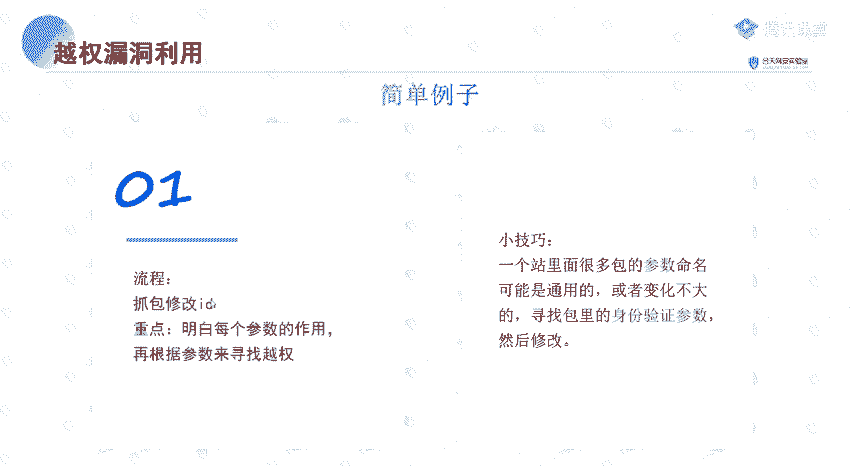 越权漏洞利用
简单例子
01
流程：
抓包修改id
重点：明白每个参数的作用，
再根据参数来寻找越权
小技巧：
一个站里面很多包的参数命名
可能是通用的，或者变化不大
的，寻找包里的身份验证参数，
然后修改。